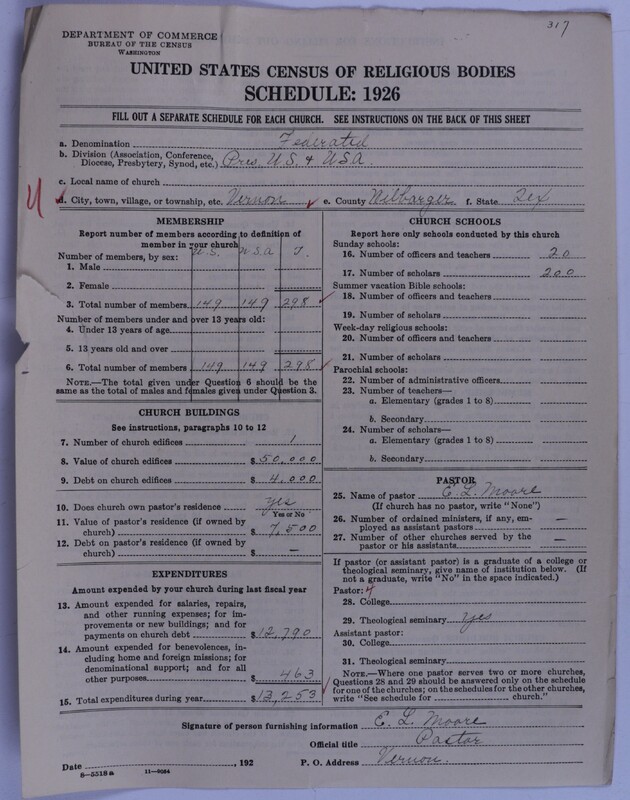 317
DEPARTMENT OF COMMERCE
BUREAU OF THE CENSUS
WASHINGTON
UNITED STATES CENSUS OF RELIGIOUS BODIES
SCHEDULE: 1926
FILL OUT A SEPARATE SCHEDULE FOR EACH CHURCH. SEE INSTRUCTIONS ON THE BACK OF THIS SHEET
a. Denomination Federated
b. Division (Association, Conference,
Diocese, Presbytery, Synod, etc.) Pres U.S. & USA
c. Local name of church
d. City, town, village, or township, etc. Vernon e. County Wilbarger f. State Tex
MEMBERSHIP
Report number of members according to definition of
member in your church
U.S. USA T.
Number of members, by sex:
1. Male
2. Female
3. Total number of members 149 149 298
Number of members under and over 13 years old:
4. Under 13 years of age
5. 13 years old and over
6. Total number of members 149 149 298
NOTE.—The total given under Question 6 should be the
same as the total of males and females given under Question 3.
CHURCH BUILDINGS
See instructions, paragraphs 10 to 12
7. Number of church edifices 1
8. Value of church edifices $50,000
9. Debt on church edifices $4,000
10. Does church own pastor's residence yes
Yes or No
11. Value of pastor's residence (if owned by
church) $7,500
12. Debt on pastor's residence (if owned by
church) $ —
EXPENDITURES
Amount expended by your church during last fiscal year
13. Amount expended for salaries, repairs,
and other running expenses; for im-
provements or new buildings; and for
payments on church debt $12,790
14. Amount expended for benevolences, in-
cluding home and foreign missions; for
denominational support; and for all
other purposes $463
15. Total expenditures during year $13,253
CHURCH SCHOOLS
Report here only schools conducted by this church
Sunday schools:
16. Number of officers and teachers 20
17. Number of scholars 200
Summer vacation Bible schools:
18. Number of officers and teachers
19. Number of scholars
Week-day religious schools:
20. Number of officers and teachers
21. Number of scholars
Parochial schools:
22. Number of administrative officers
23. Number of teachers—
a. Elementary (grades 1 to 8)
b. Secondary
24. Number of scholars—
a. Elementary (grades 1 to 8)
b. Secondary
PASTOR
25. Name of pastor E. L. Moore
(If church has no pastor, write "None")
26. Number of ordained ministers, if any, em-
ployed as assistant pastors —
27. Number of other churches served by the
pastor or his assistants —
If pastor (or assistant pastor) is a graduate of a college or
theological seminary, give name of institution below. (If
not a graduate, write "No" in the space indicated.)
Pastor:
28. College
29. Theological seminary Yes
Assistant pastor:
30. College
31. Theological seminary
NOTE.—Where one pastor serves two or more churches,
Questions 28 and 29 should be answered only on the schedule
for one of the churches; on the schedules for the other churches,
write "See schedule for church."
Signature of person furnishing information E. L. Moore
Official title Pastor
Date , 192 P. O. Address Vernon.
8—5518a 11—9084